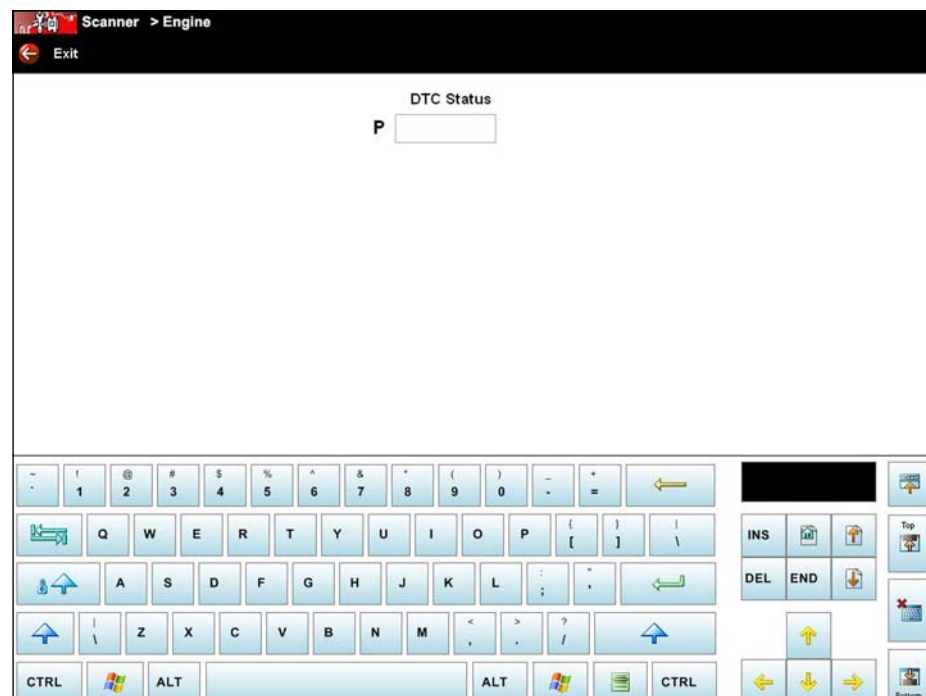 Scanner > Engine
Exit
DTC Status
P
~ ! @ # $ % ^ & * ( ) _ +
` 1 2 3 4 5 6 7 8 9 0 - =
Q W E R T Y U I O P { [ } ] | \
INS
Top
A S D F G H J K L : ; " '
DEL END
| \ Z X C V B N M < , > . ? /
CTRL ALT ALT CTRL
Bottom